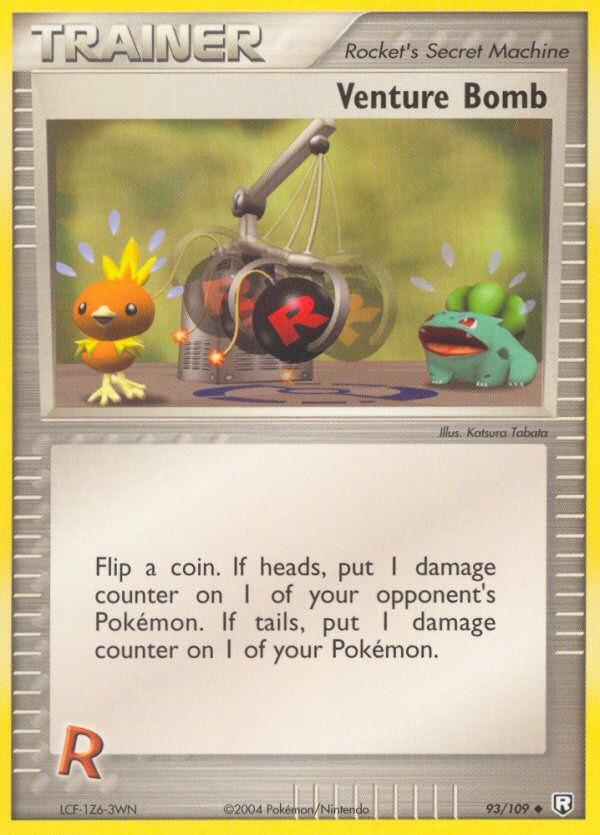 TRAINER
Rocket's Secret Machine
Venture Bomb
R
Illus. Katsura Tabata
Flip a coin. If heads, put 1 damage
counter on 1 of your opponent's
Pokémon. If tails, put 1 damage
counter on 1 of your Pokémon.
R
LCF-1Z6-3WN
©2004 Pokémon/Nintendo
93/109
R